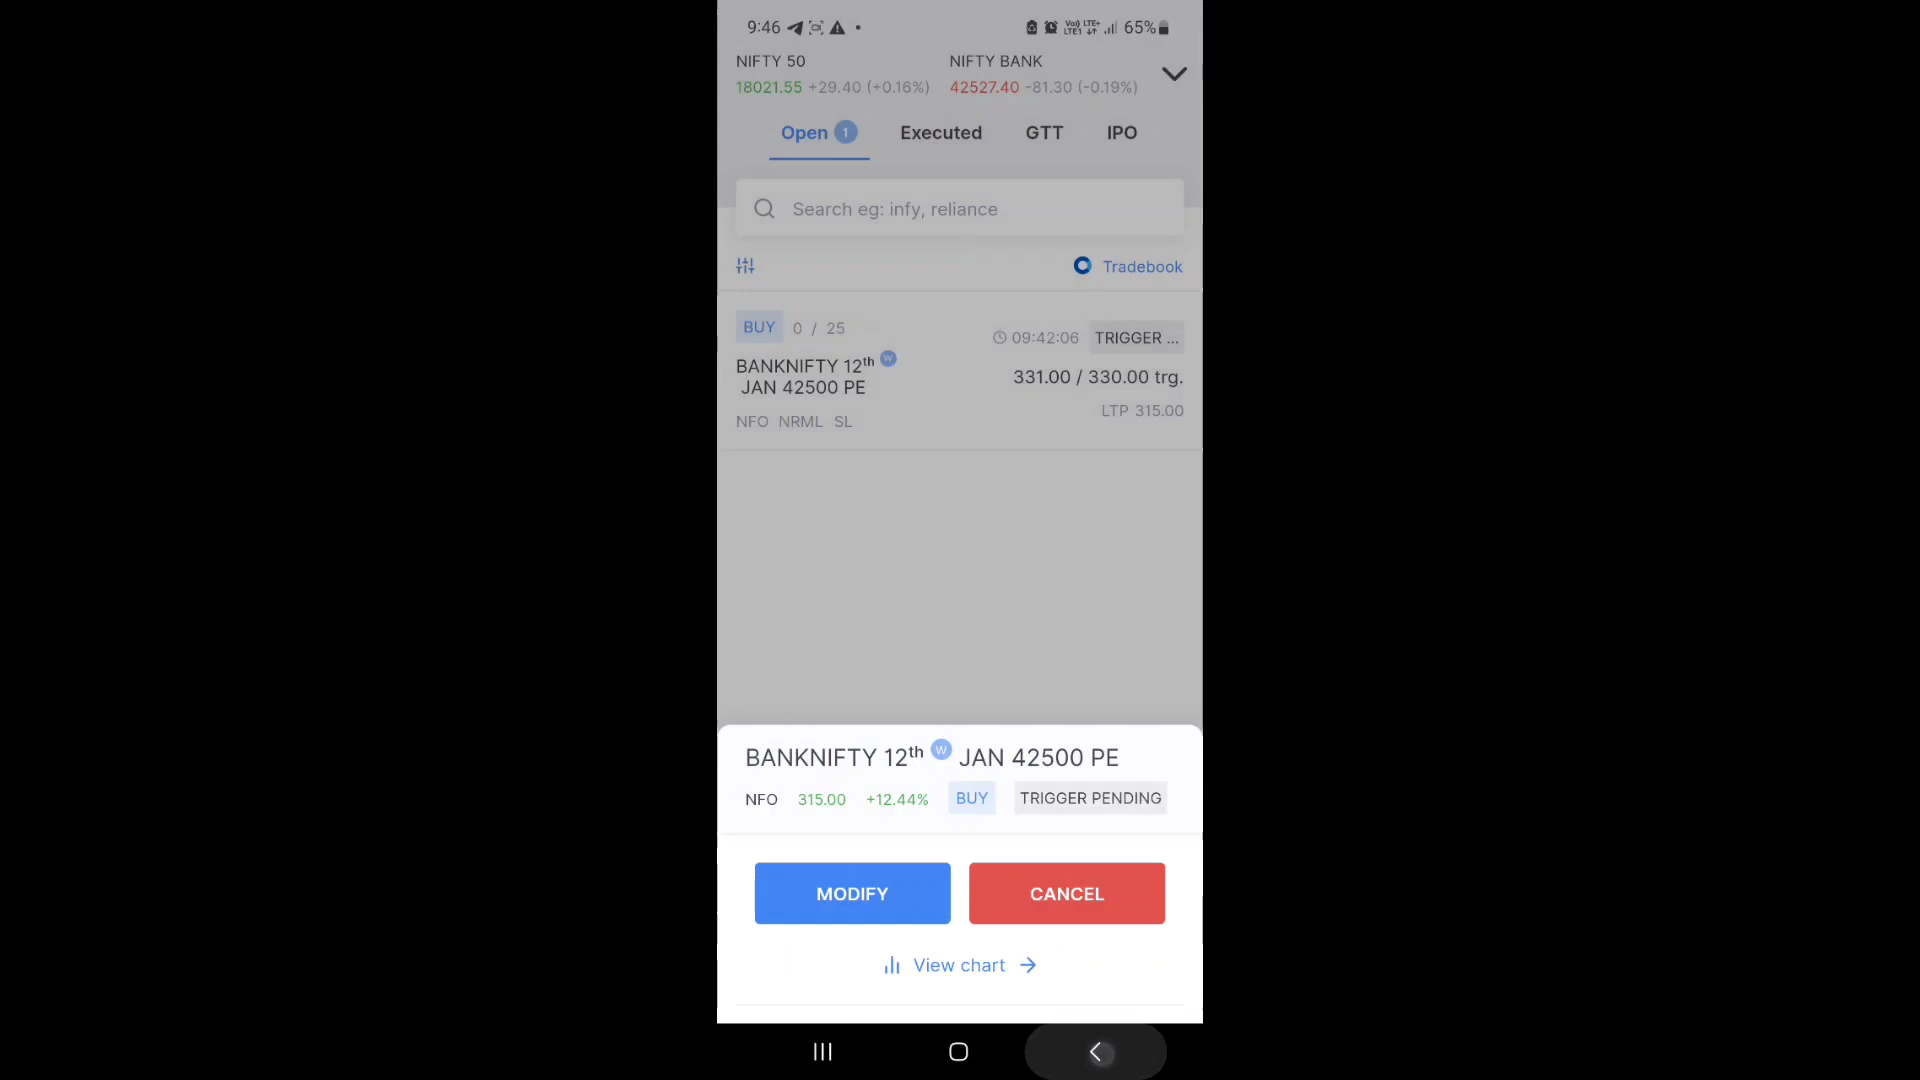 9:46 65%
NIFTY 50 NIFTY BANK
18021.55 +29.40 (+0.16%) 42527.40 -81.30 (-0.19%)
Open 1 Executed GTT IPO
Search eg: infy, reliance
Tradebook
BUY 0 / 25 09:42:06 TRIGGER ...
BANKNIFTY 12th W
JAN 42500 PE
331.00 / 330.00 trg.
NFO NRML SL LTP 315.00
BANKNIFTY 12th W JAN 42500 PE
NFO 315.00 +12.44% BUY TRIGGER PENDING
MODIFY CANCEL
View chart